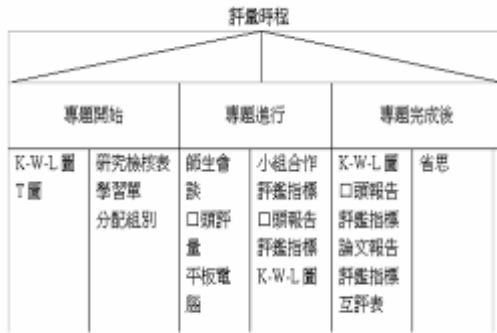 評量時程
專題開始
專題進行
專題完成後
K-W-L 圖
T 圖
研究檢核表
學習單
分配組別
師生會
談
口頭評
量
平板電
腦
小組合作
評鑑指標
口頭報告
評鑑指標
K-W-L 圖
K-W-L 圖
口頭報告
評鑑指標
論文報告
評鑑指標
互評表
省思